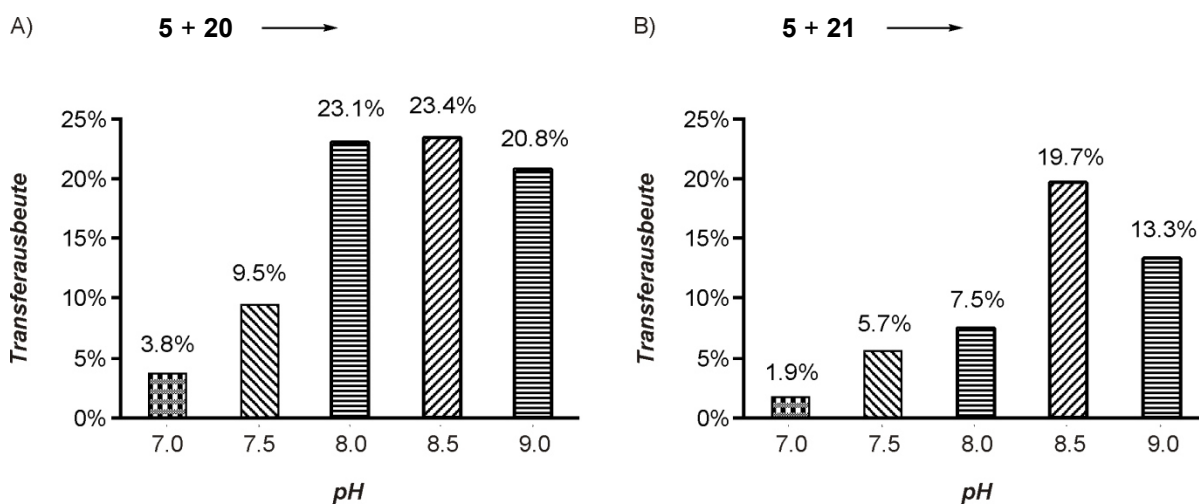 A) 5 + 20
Transferausbeute
25%
20%
15%
10%
5%
0%
3.8%
9.5%
23.1%
23.4%
20.8%
7.0 7.5 8.0 8.5 9.0
pH
B) 5 + 21
Transferausbeute
25%
20%
15%
10%
5%
0%
1.9%
5.7%
7.5%
19.7%
13.3%
7.0 7.5 8.0 8.5 9.0
pH